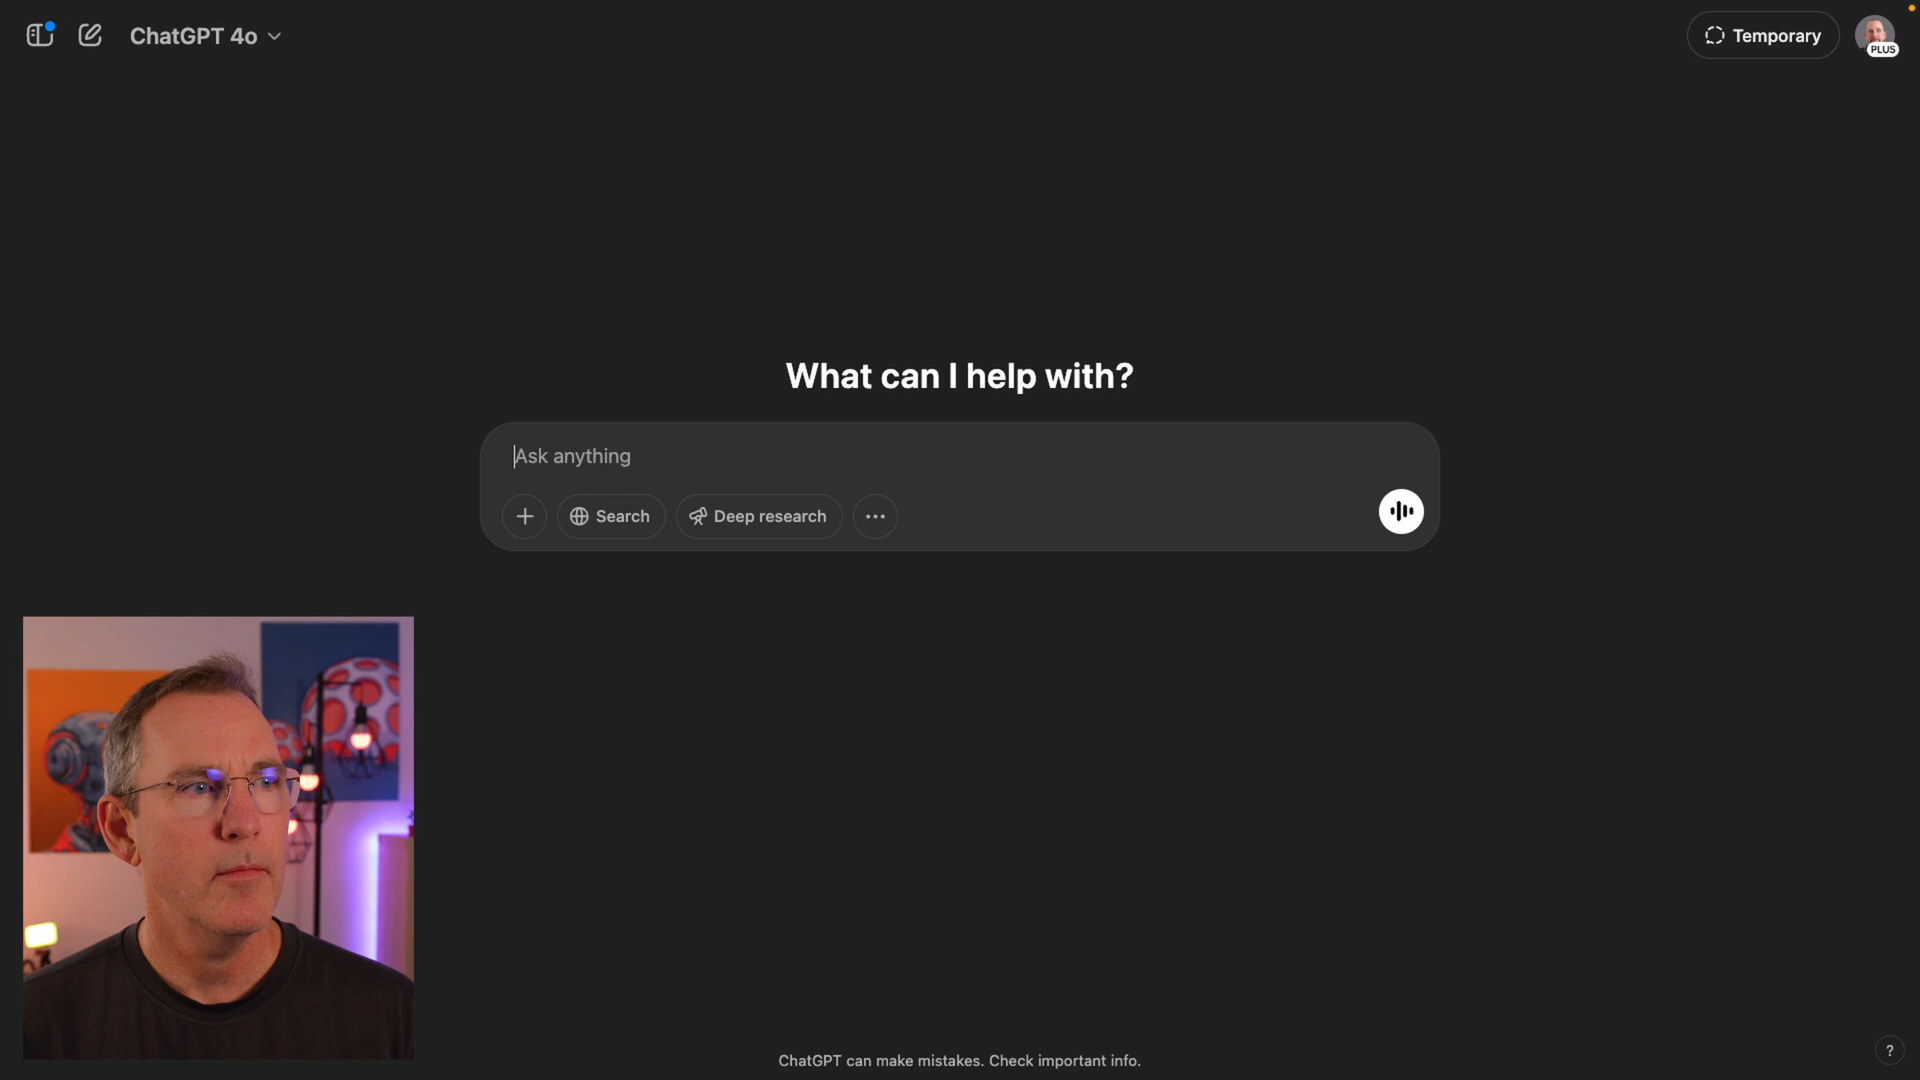 ChatGPT 4o
Temporary
PLUS
What can I help with?
Ask anything
Search
Deep research
ChatGPT can make mistakes. Check important info.
?